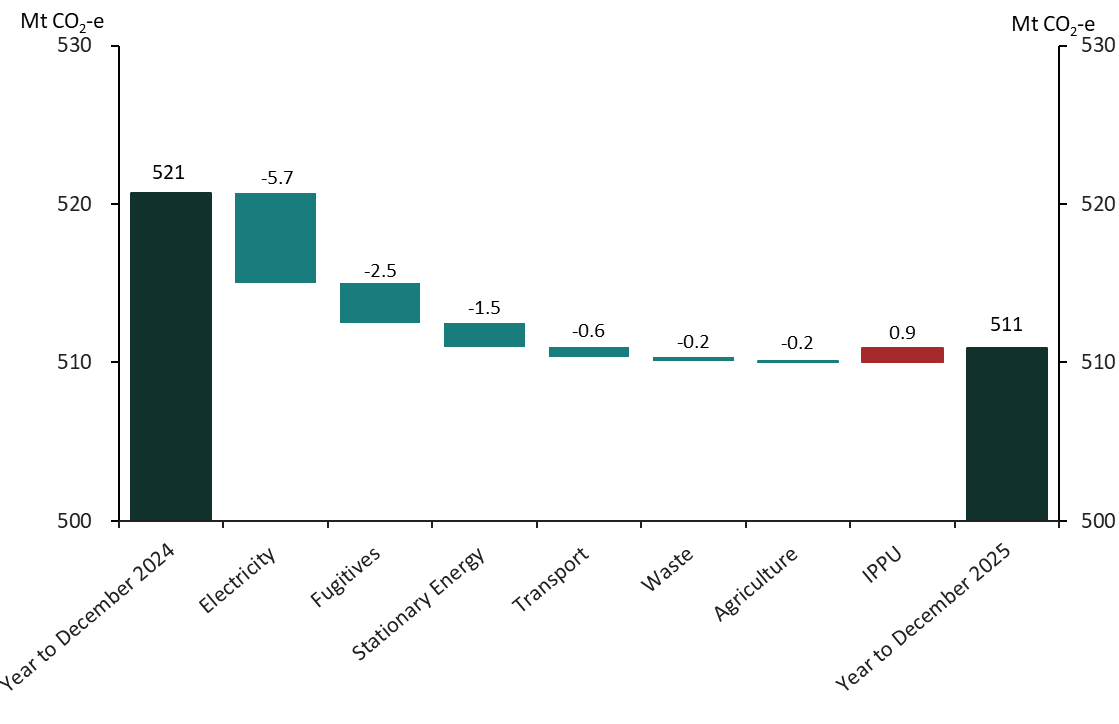 Mt CO₂-e
Mt CO₂-e
530
530
521
-5.7
520
520
-2.5
-1.5
-0.6
-0.2
-0.2
0.9
511
510
510
500
500
Year to December 2024
Electricity
Fugitives
Stationary Energy
Transport
Waste
Agriculture
IPPU
Year to December 2025